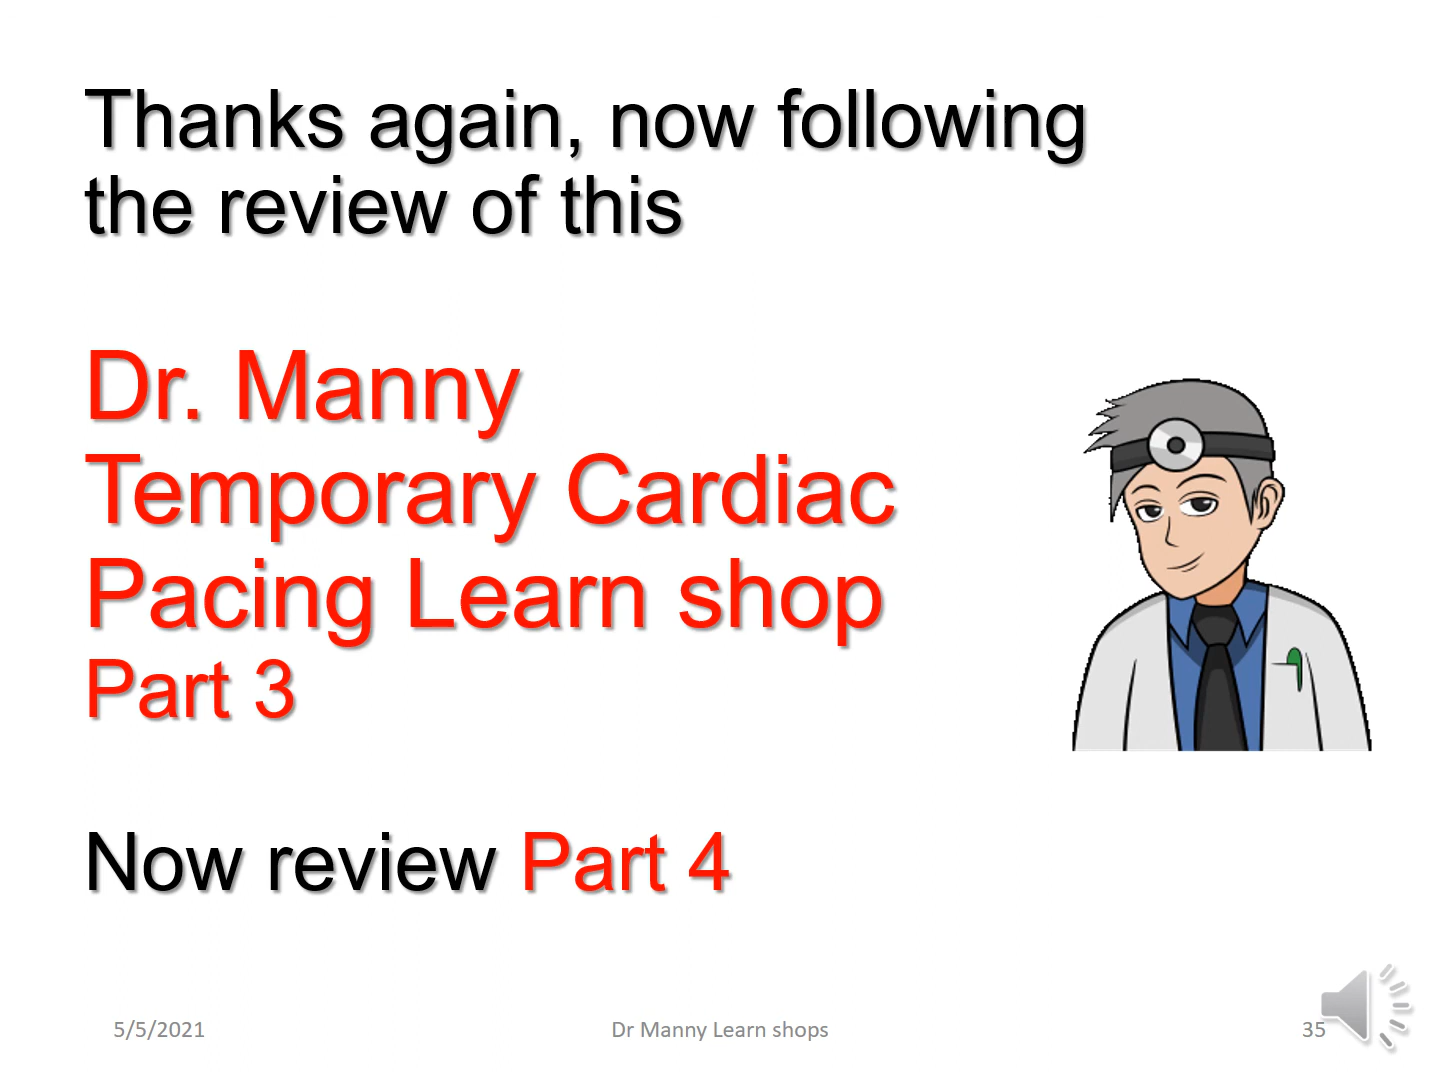 Thanks again, now following
the review of this
Dr. Manny
Temporary Cardiac
Pacing Learn shop
Part 3
Now review Part 4
5/5/2021
Dr Manny Learn shops
35